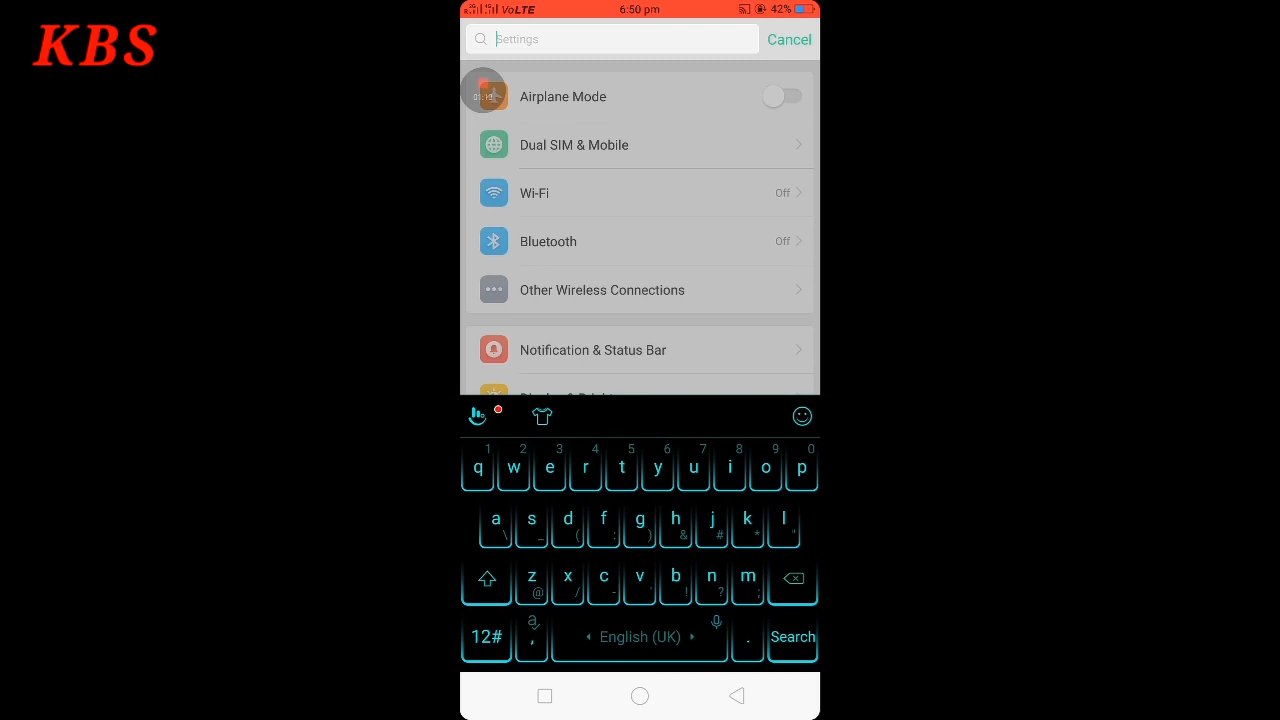 KBS
2G 4G VoLTE 6:50 pm 42%
Settings Cancel
Airplane Mode
Dual SIM & Mobile
Wi-Fi Off
Bluetooth Off
Other Wireless Connections
Notification & Status Bar
1 2 3 4 5 6 7 8 9 0
q w e r t y u i o p
a s d f g h j k l
\ _ ( : ) & # * "
z x c v b n m
@ / - ' ! ? ;
12# , English (UK) . Search